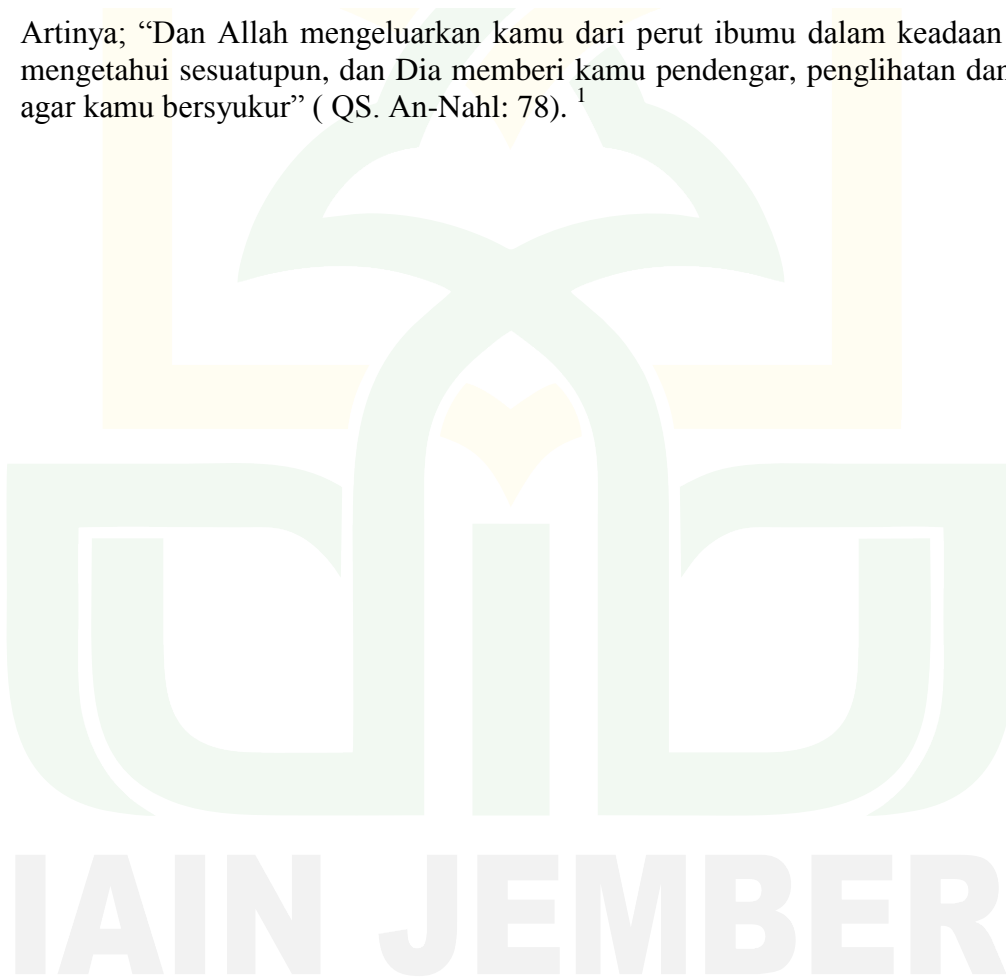 Artinya; “Dan Allah mengeluarkan kamu dari perut ibumu dalam keadaan
mengetahui sesuatupun, dan Dia memberi kamu pendengar, penglihatan dan
agar kamu bersyukur” ( QS. An-Nahl: 78). 1
IAIN JEMBER